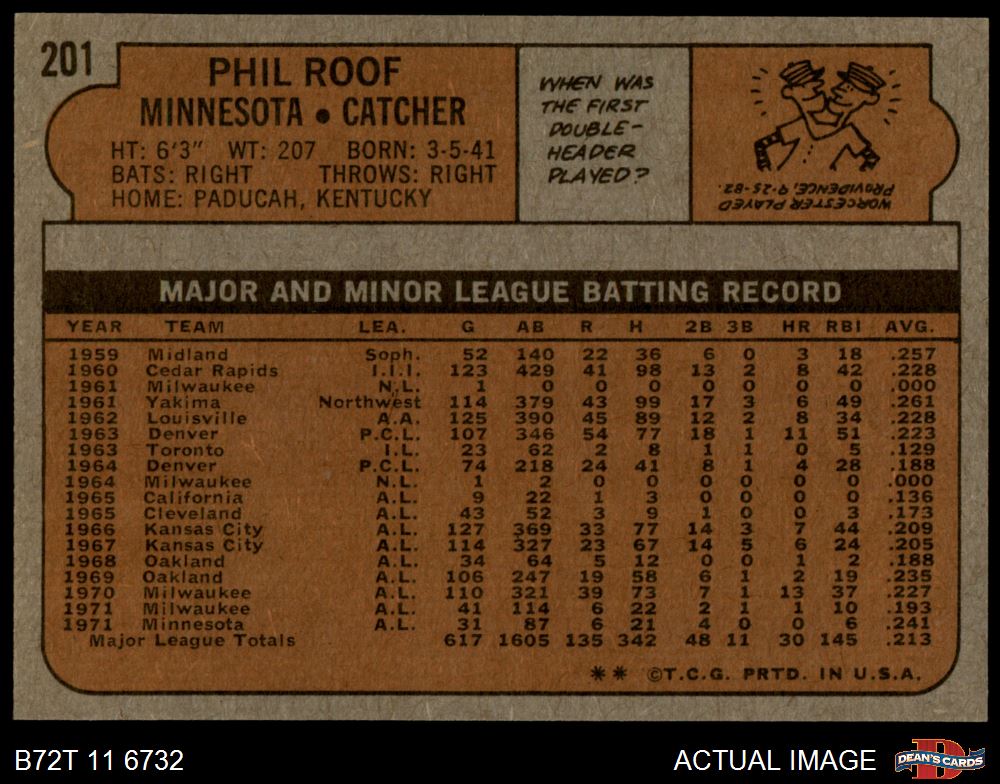 201
PHIL ROOF
MINNESOTA • CATCHER
HT: 6'3" WT: 207 BORN: 3-5-41
BATS: RIGHT THROWS: RIGHT
HOME: PADUCAH, KENTUCKY
WHEN WAS
THE FIRST
DOUBLE-
HEADER
PLAYED?
WORCESTER PLAYED
PROVIDENCE, 9-25-82.
MAJOR AND MINOR LEAGUE BATTING RECORD
YEAR TEAM LEA. G AB R H 2B 3B HR RBI AVG.
1959 Midland Soph. 52 140 22 36 6 0 3 18 .257
1960 Cedar Rapids I.I.I. 123 429 41 98 13 2 8 42 .228
1961 Milwaukee N.L. 1 0 0 0 0 0 0 0 .000
1961 Yakima Northwest 114 379 43 99 17 3 6 49 .261
1962 Louisville A.A. 125 390 45 89 12 2 8 34 .228
1963 Denver P.C.L. 107 346 54 77 18 1 11 51 .223
1963 Toronto I.L. 23 62 2 8 1 1 0 5 .129
1964 Denver P.C.L. 74 218 24 41 8 1 4 28 .188
1964 Milwaukee N.L. 1 2 0 0 0 0 0 0 .000
1965 California A.L. 9 22 1 3 0 0 0 0 .136
1965 Cleveland A.L. 43 52 3 9 1 0 0 3 .173
1966 Kansas City A.L. 127 369 33 77 14 3 7 44 .209
1967 Kansas City A.L. 114 327 23 67 14 5 6 24 .205
1968 Oakland A.L. 34 64 5 12 0 0 1 2 .188
1969 Oakland A.L. 106 247 19 58 6 1 2 19 .235
1970 Milwaukee A.L. 110 321 39 73 7 1 13 37 .227
1971 Milwaukee A.L. 41 114 6 22 2 1 1 10 .193
1971 Minnesota A.L. 31 87 6 21 4 0 0 6 .241
Major League Totals 617 1605 135 342 48 11 30 145 .213
** ©T.C.G. PRTD. IN U.S.A.
B72T 11 6732
ACTUAL IMAGE
DEAN'S CARDS